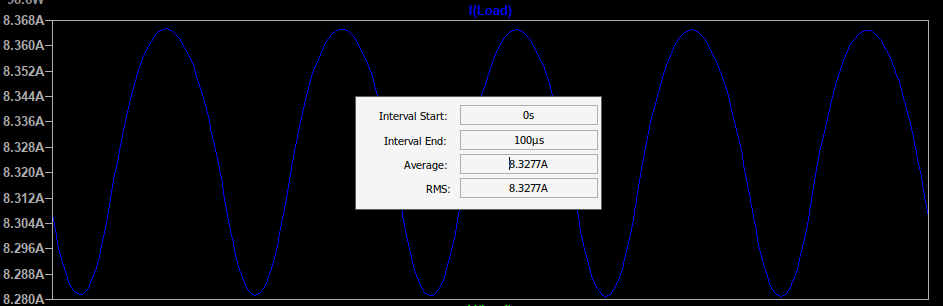 I(Load)
8.368A
8.360A
8.352A
8.344A
8.336A
8.328A
8.320A
8.312A
8.304A
8.296A
8.288A
8.280A
Interval Start: 0s
Interval End: 100µs
Average: 8.3277A
RMS: 8.3277A